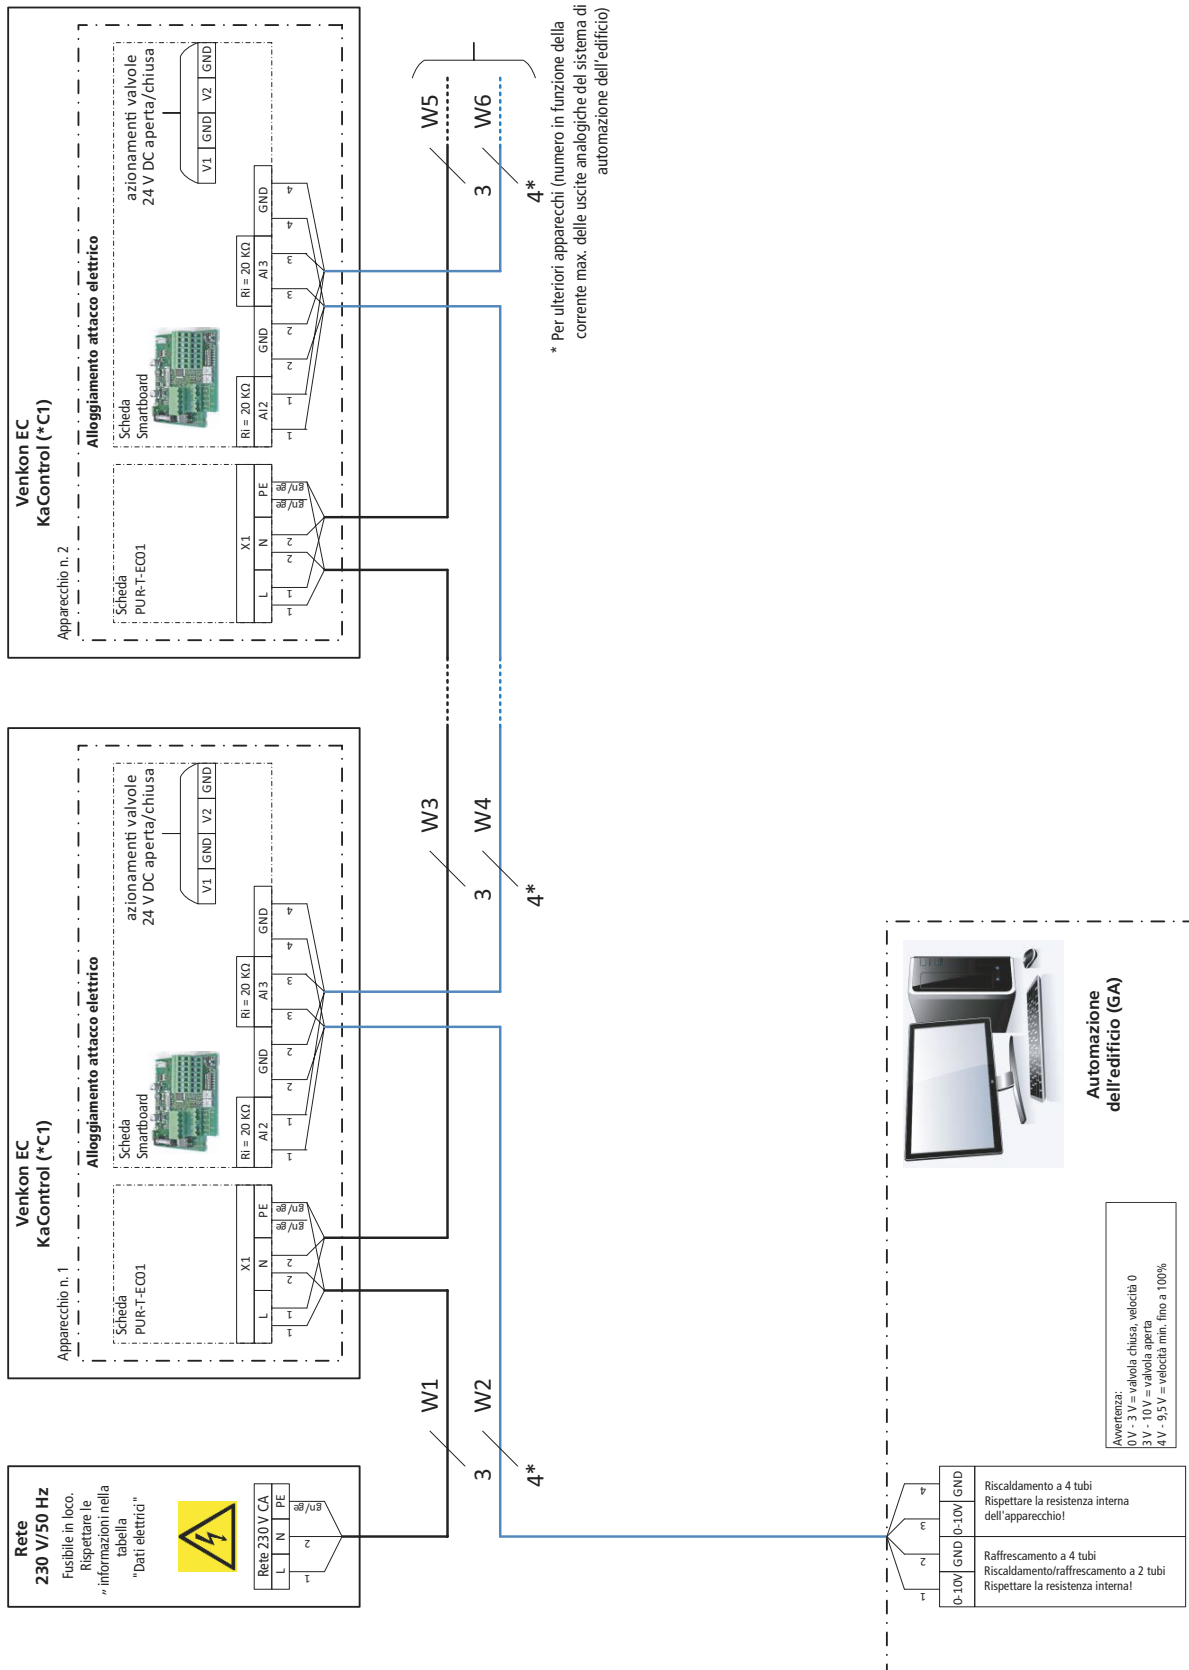 Rete
230 V/50 Hz
Fusibile in loco.
Rispettare le
„ informazioni nella
tabella
"Dati elettrici"
Rete 230 V CA
L N PE
1 2 gn/ge
W1
3
W2
4*
Venkon EC
KaControl (*C1)
Apparecchio n. 1
Alloggiamento attacco elettrico
Scheda
PUR-T-EC01
X1
L N PE
1 1 2 2 gn/ge gn/ge
Scheda
Smartboard
Ri = 20 KΩ Ri = 20 KΩ
AI2 GND AI3 GND
1 1 2 2 3 3 4 4
azionamenti valvole
24 V DC aperta/chiusa
V1 GND V2 GND
W3
3
W4
4*
Venkon EC
KaControl (*C1)
Apparecchio n. 2
Alloggiamento attacco elettrico
Scheda
PUR-T-EC01
X1
L N PE
1 1 2 2 gn/ge gn/ge
Scheda
Smartboard
Ri = 20 KΩ Ri = 20 KΩ
AI2 GND AI3 GND
1 1 2 2 3 3 4 4
azionamenti valvole
24 V DC aperta/chiusa
V1 GND V2 GND
W5
3
W6
4*
* Per ulteriori apparecchi (numero in funzione della
corrente max. delle uscite analogiche del sistema di
automazione dell'edificio)
1 2 3 4
0-10V GND 0-10V GND
Raffrescamento a 4 tubi
Riscaldamento/raffrescamento a 2 tubi
Rispettare la resistenza interna!
Riscaldamento a 4 tubi
Rispettare la resistenza interna
dell'apparecchio!
Avvertenza:
0 V - 3 V = valvola chiusa, velocità 0
3 V - 10 V = valvola aperta
4 V - 9,5 V = velocità min. fino a 100%
Automazione
dell'edificio (GA)